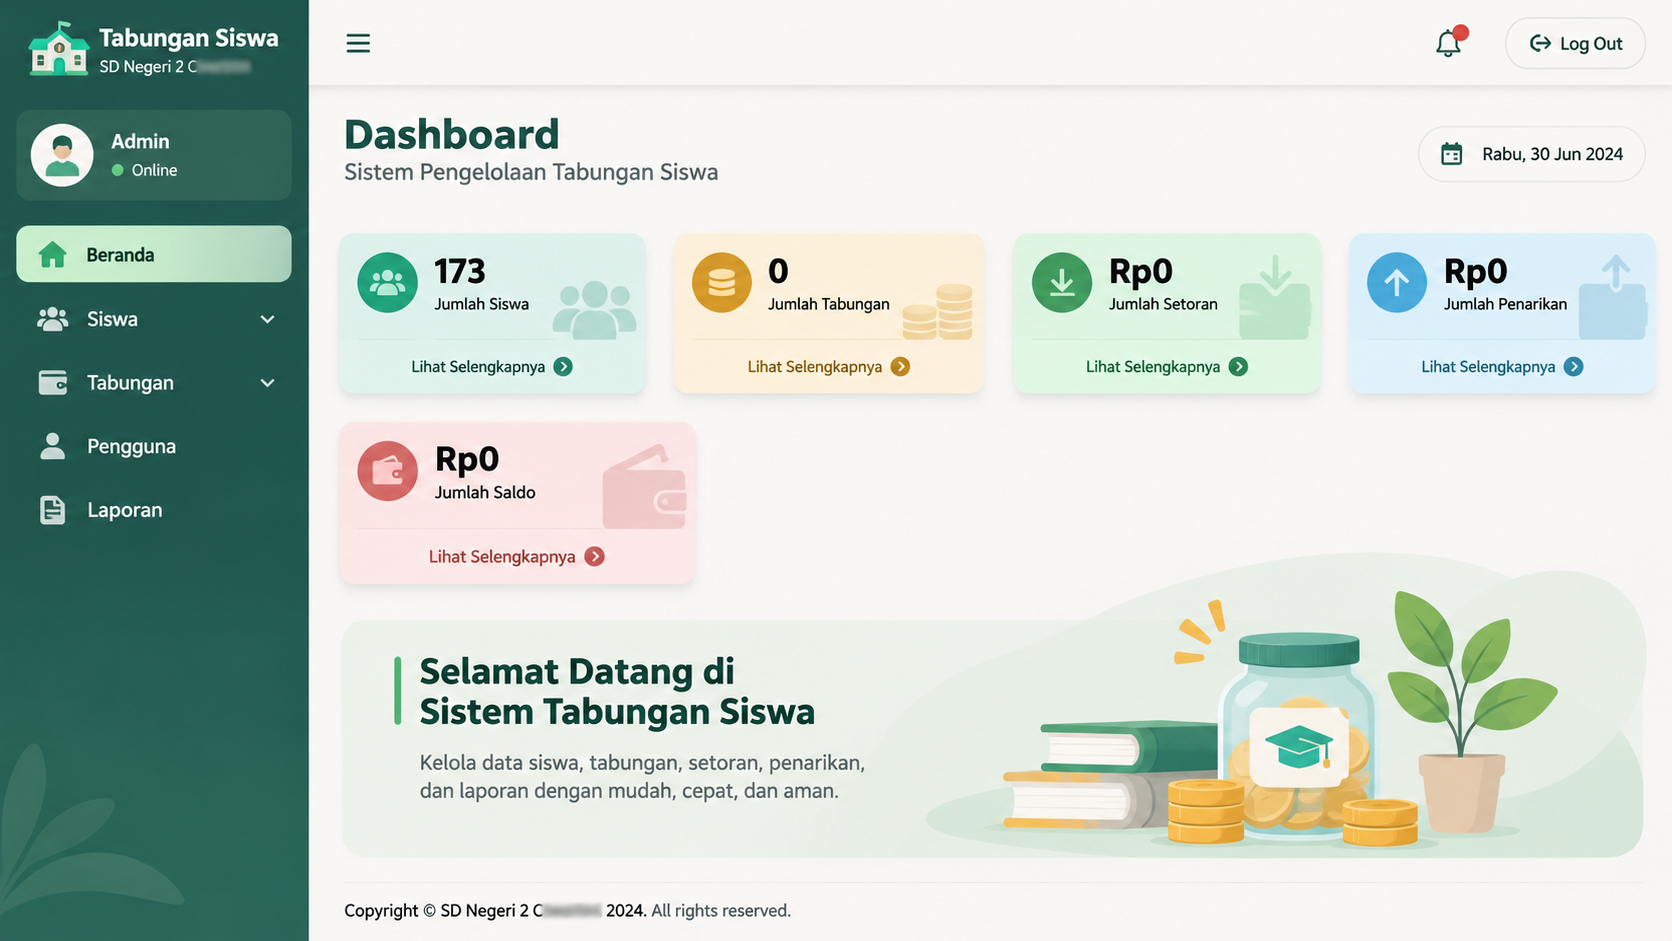 Tabungan Siswa
SD Negeri 2 C
Admin
Online
Beranda
Siswa
Tabungan
Pengguna
Laporan
Log Out
Dashboard
Sistem Pengelolaan Tabungan Siswa
Rabu, 30 Jun 2024
173
Jumlah Siswa
Lihat Selengkapnya
0
Jumlah Tabungan
Lihat Selengkapnya
Rp0
Jumlah Setoran
Lihat Selengkapnya
Rp0
Jumlah Penarikan
Lihat Selengkapnya
Rp0
Jumlah Saldo
Lihat Selengkapnya
Selamat Datang di
Sistem Tabungan Siswa
Kelola data siswa, tabungan, setoran, penarikan,
dan laporan dengan mudah, cepat, dan aman.
Copyright © SD Negeri 2 C 2024. All rights reserved.